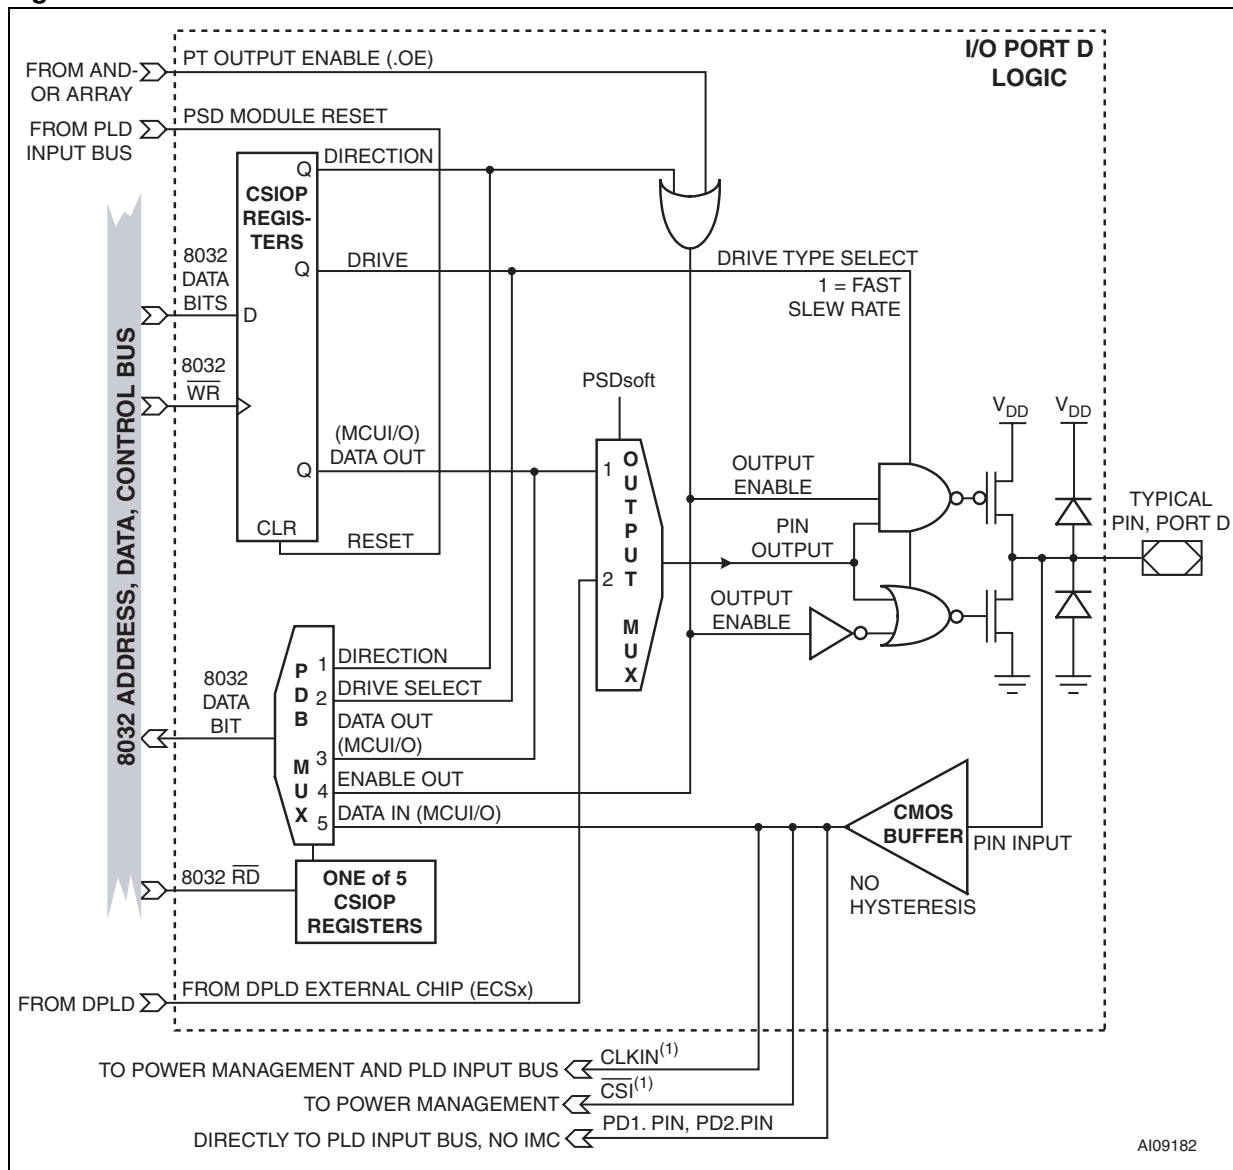 I/O PORT D
LOGIC
PT OUTPUT ENABLE (.OE)
FROM AND-
OR ARRAY
PSD MODULE RESET
FROM PLD
INPUT BUS
DIRECTION
Q
CSIOP
REGIS-
TERS
8032
DATA
BITS
D
Q
DRIVE
DRIVE TYPE SELECT
1 = FAST
SLEW RATE
8032 ADDRESS, DATA, CONTROL BUS
8032
WR
PSDsoft
(MCUI/O)
DATA OUT
Q
CLR
RESET
1
2
OUTPUT MUX
OUTPUT
ENABLE
PIN
OUTPUT
OUTPUT
ENABLE
VDD
VDD
TYPICAL
PIN, PORT D
8032
DATA
BIT
PDB MUX
1 DIRECTION
2 DRIVE SELECT
DATA OUT
3 (MCUI/O)
4 ENABLE OUT
5 DATA IN (MCUI/O)
CMOS
BUFFER
PIN INPUT
NO
HYSTERESIS
8032 RD
ONE of 5
CSIOP
REGISTERS
FROM DPLD
FROM DPLD EXTERNAL CHIP (ECSx)
TO POWER MANAGEMENT AND PLD INPUT BUS
CLKIN(1)
TO POWER MANAGEMENT
CSI(1)
DIRECTLY TO PLD INPUT BUS, NO IMC
PD1. PIN, PD2.PIN
AI09182